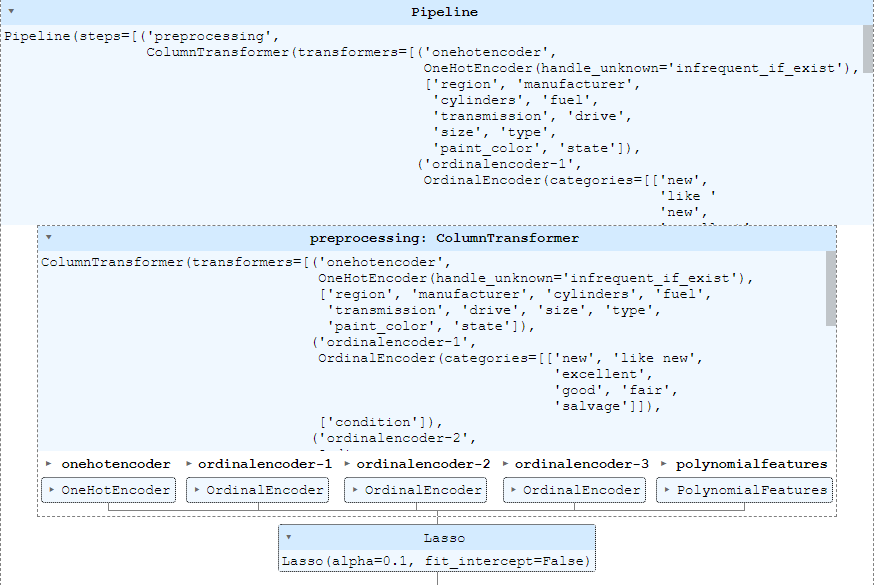 Pipeline
Pipeline(steps=[('preprocessing',
ColumnTransformer(transformers=[('onehotencoder',
OneHotEncoder(handle_unknown='infrequent_if_exist'),
['region', 'manufacturer',
'cylinders', 'fuel',
'transmission', 'drive',
'size', 'type',
'paint_color', 'state']),
('ordinalencoder-1',
OrdinalEncoder(categories=[['new',
'like '
'new',
preprocessing: ColumnTransformer
ColumnTransformer(transformers=[('onehotencoder',
OneHotEncoder(handle_unknown='infrequent_if_exist'),
['region', 'manufacturer', 'cylinders', 'fuel',
'transmission', 'drive', 'size', 'type',
'paint_color', 'state']),
('ordinalencoder-1',
OrdinalEncoder(categories=[['new', 'like new',
'excellent',
'good', 'fair',
'salvage']]),
['condition']),
('ordinalencoder-2',
onehotencoder ordinalencoder-1 ordinalencoder-2 ordinalencoder-3 polynomialfeatures
OneHotEncoder OrdinalEncoder OrdinalEncoder OrdinalEncoder PolynomialFeatures
Lasso
Lasso(alpha=0.1, fit_intercept=False)